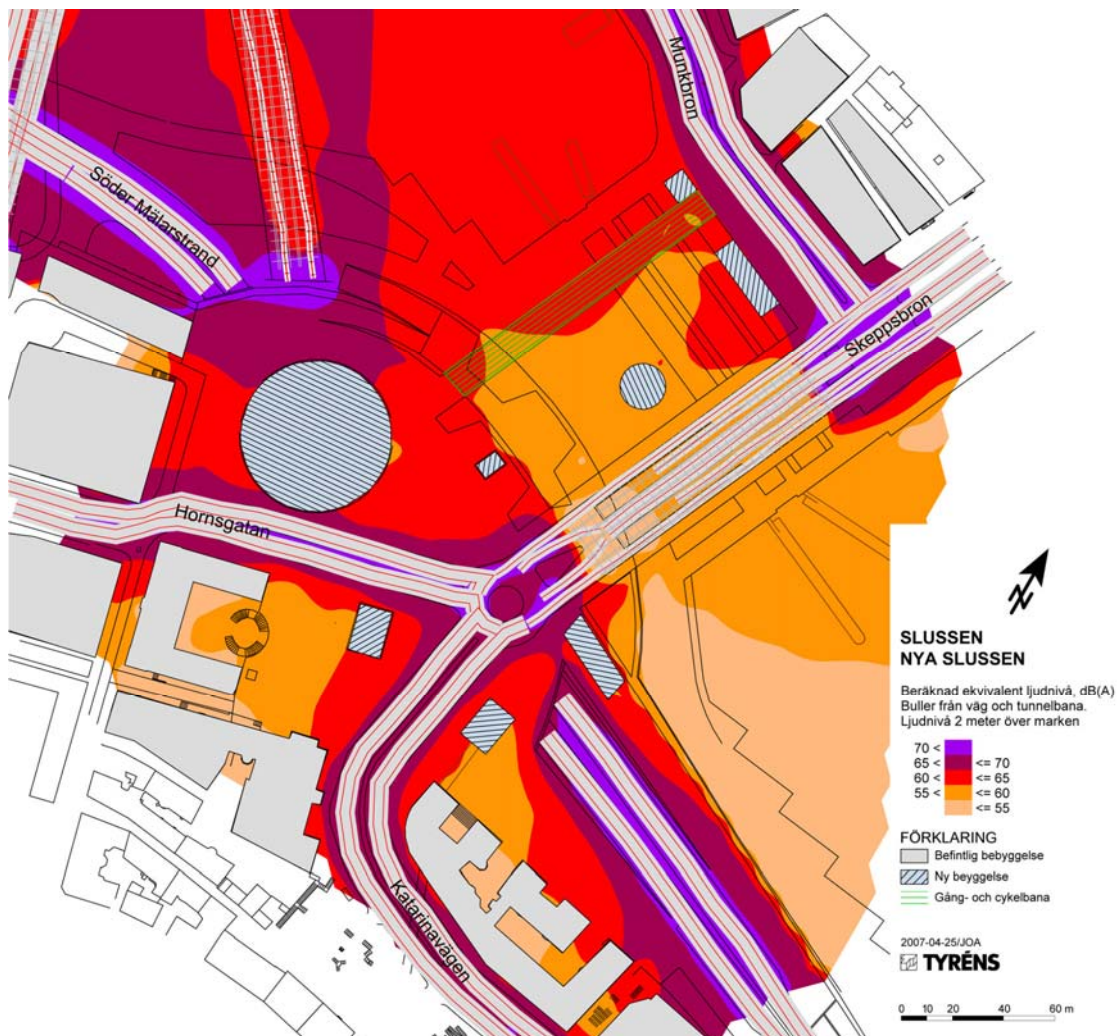 Munkbron
Söder Mälarstrand
Skeppsbron
Hornsgatan
Katarinavägen
N
SLUSSEN
NYA SLUSSEN
Beräknad ekvivalent ljudnivå, dB(A)
Buller från väg och tunnelbana.
Ljudnivå 2 meter över marken
70 <
65 < <= 70
60 < <= 65
55 < <= 60
<= 55
FÖRKLARING
Befintlig bebyggelse
Ny beyggelse
Gång- och cykelbana
2007-04-25/JOA
TYRÉNS
0 10 20 40 60 m